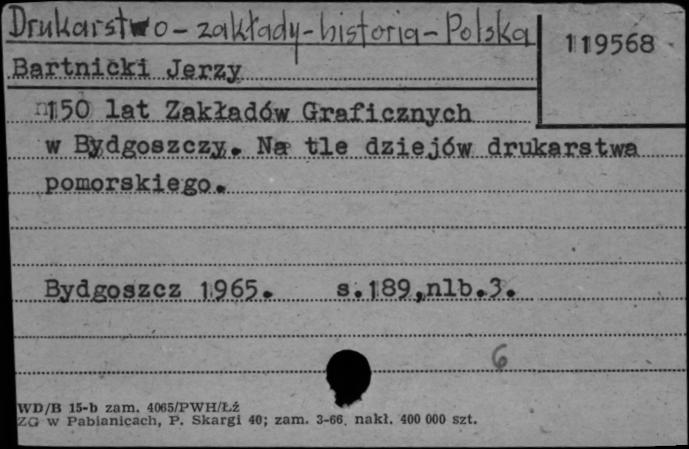 Drukarstwo - zakłady - historia - Polska
119568
Bartnicki Jerzy
150 lat Zakładów Graficznych
w Bydgoszczy. Na tle dziejów drukarstwa
pomorskiego.
Bydgoszcz 1965. s.189,nlb.3.
6
WD/B 15-b zam. 4065/PWH/Łź
ZG w Pabianicach, P. Skargi 40; zam. 3-66. nakł. 400 000 szt.